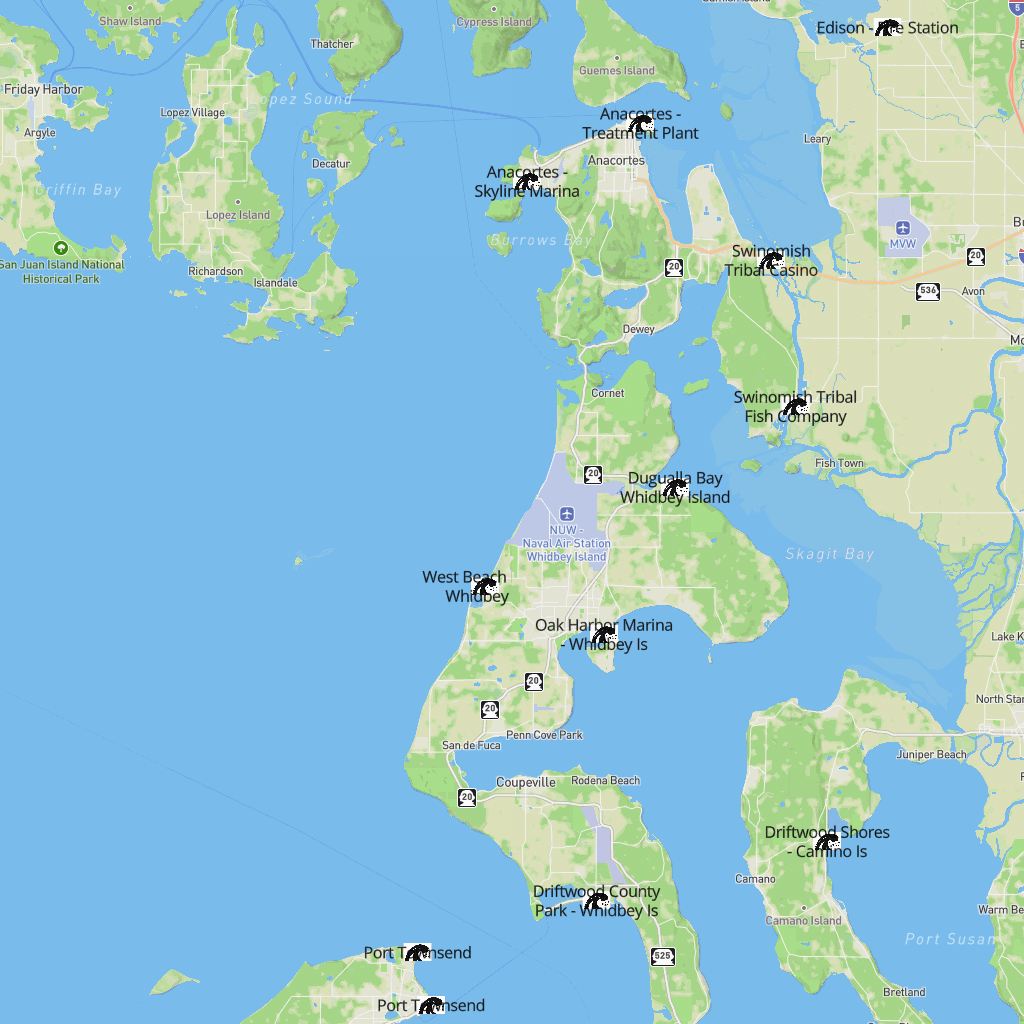 Shaw Island
Cypress Island
5
Edison - Fire Station
Thatcher
Guemes Island
Friday Harbor
Lopez Sound
Lopez Village
Anacortes -
Treatment Plant
Argyle
Leary
Decatur
Anacortes
Anacortes -
Skyline Marina
Griffin Bay
Lopez Island
MVW
Burrows Bay
Swinomish
Tribal Casino
20
20
San Juan Island National
Historical Park
Richardson
Islandale
536
Avon
Dewey
Cornet
Swinomish Tribal
Fish Company
Fish Town
20
Dugualla Bay
Whidbey Island
NUW -
Naval Air Station
Whidbey Island
Skagit Bay
West Beach
Whidbey
Oak Harbor Marina
- Whidbey Is
Lake K
20
North Star
20
Penn Cove Park
San de Fuca
Juniper Beach
Coupeville
Rodena Beach
20
Driftwood Shores
- Camino Is
Camano
Driftwood County
Park - Whidbey Is
Warm Be
Camano Island
Port Susan
Port Townsend
525
Bretland
Port Townsend